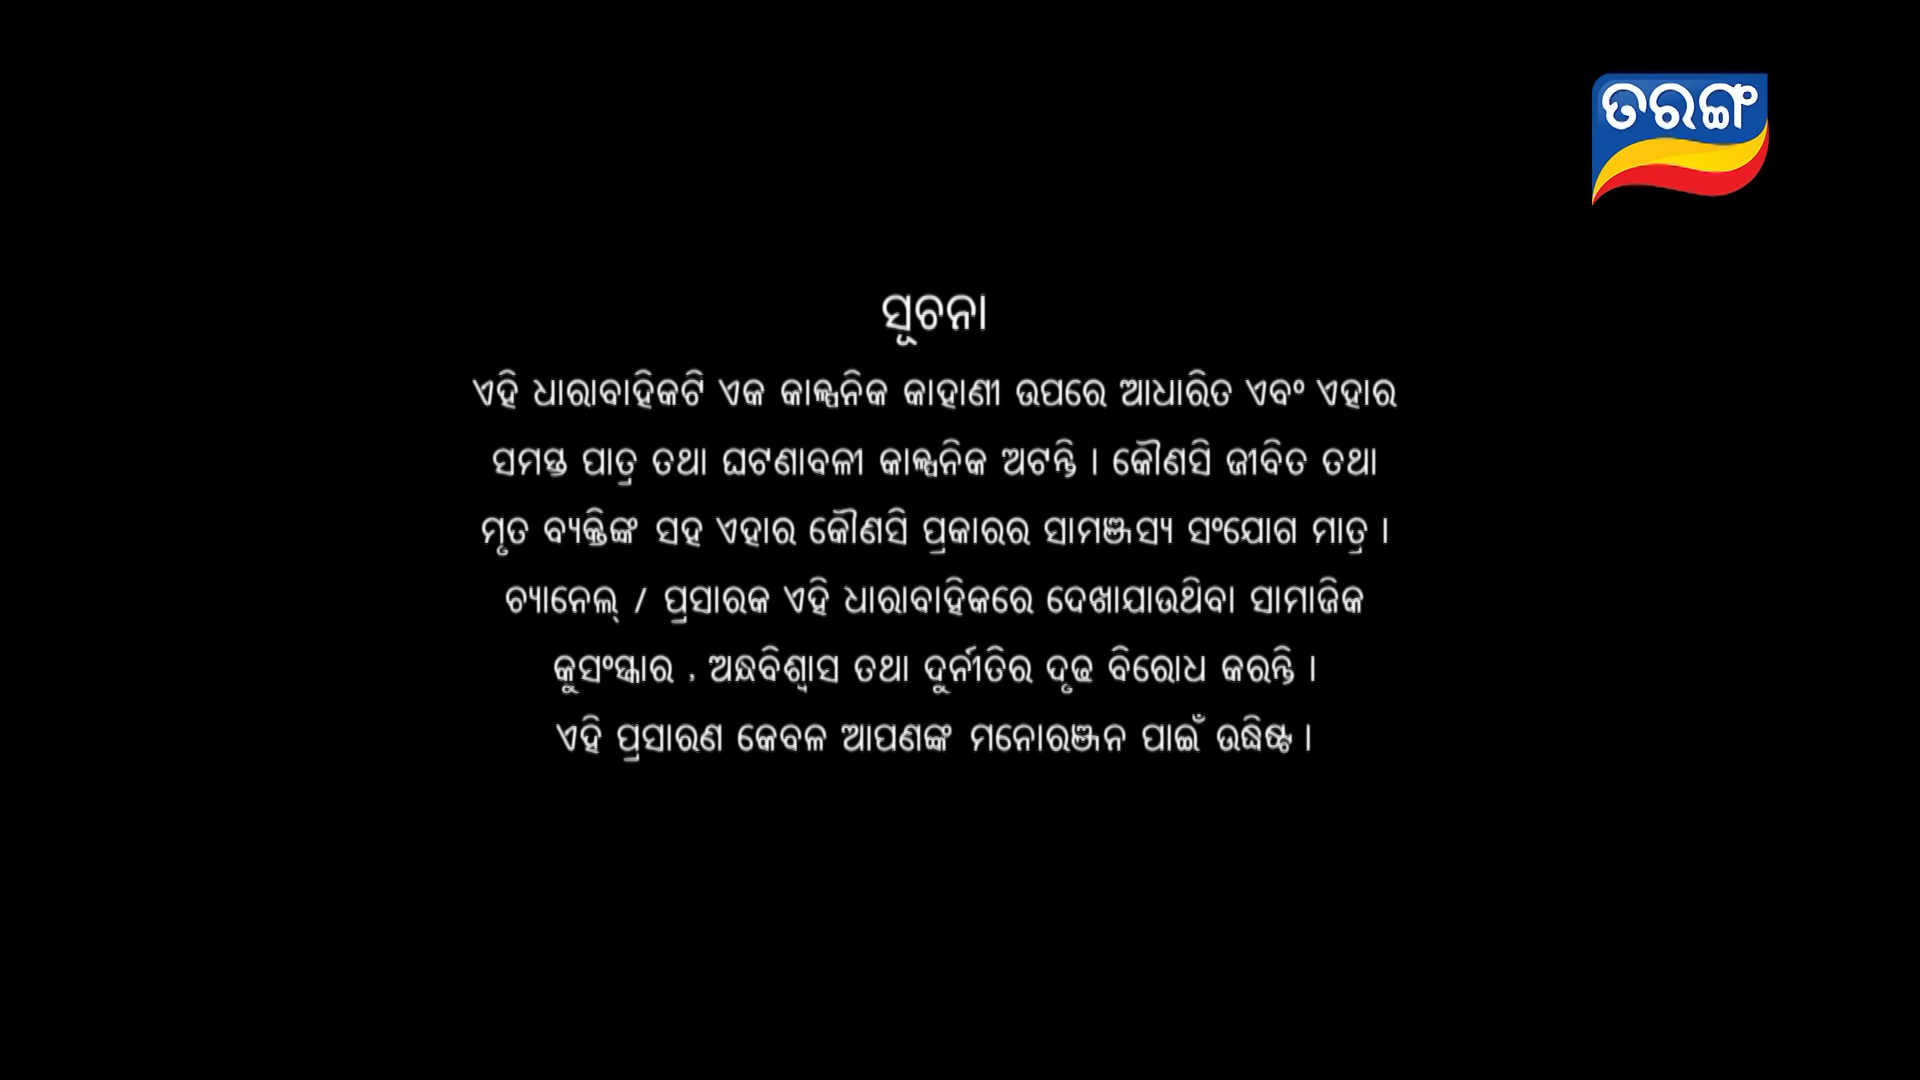 ତରଙ୍ଗ
ସୂଚନା
ଏହି ଧାରାବାହିକଟି ଏକ କାଳ୍ପନିକ କାହାଣୀ ଉପରେ ଆଧାରିତ ଏବଂ ଏହାର
ସମସ୍ତ ପାତ୍ର ତଥା ଘଟଣାବଳୀ କାଳ୍ପନିକ ଅଟନ୍ତି । କୌଣସି ଜୀବିତ ତଥା
ମୃତ ବ୍ୟକ୍ତିଙ୍କ ସହ ଏହାର କୌଣସି ପ୍ରକାରର ସାମଞ୍ଜସ୍ୟ ସଂଯୋଗ ମାତ୍ର ।
ଚ୍ୟାନେଲ୍ / ପ୍ରସାରକ ଏହି ଧାରାବାହିକରେ ଦେଖାଯାଉଥିବା ସାମାଜିକ
କୁସଂସ୍କାର , ଅନ୍ଧବିଶ୍ୱାସ ତଥା ଦୁର୍ନୀତିର ଦୃଢ଼ ବିରୋଧ କରନ୍ତି ।
ଏହି ପ୍ରସାରଣ କେବଳ ଆପଣଙ୍କ ମନୋରଞ୍ଜନ ପାଇଁ ଉଦ୍ଧିଷ୍ଟ ।